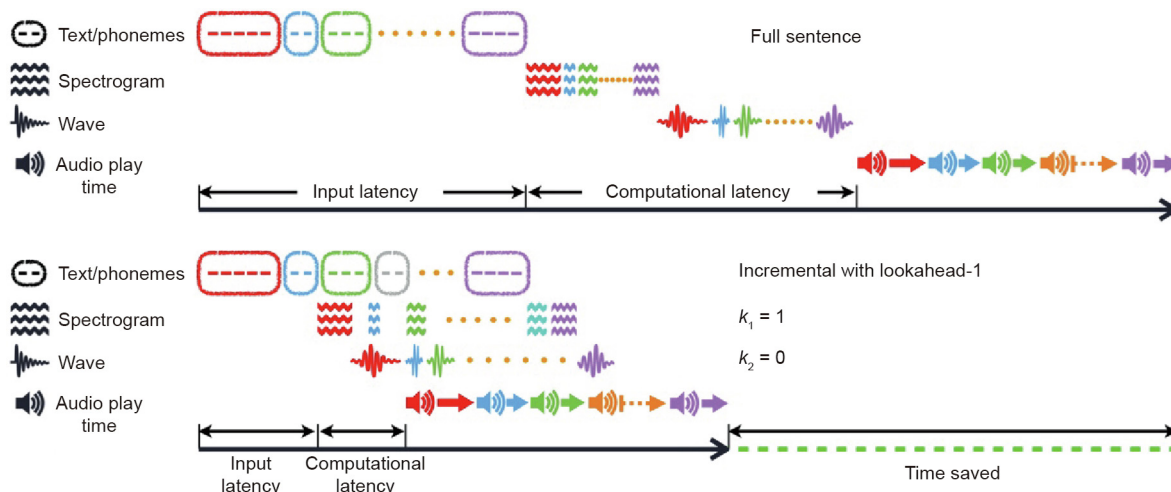 Text/phonemes
Full sentence
Spectrogram
Wave
Audio play
time
Input latency
Computational latency
Text/phonemes
Incremental with lookahead-1
Spectrogram
k₁ = 1
Wave
k₂ = 0
Audio play
time
Input
latency
Computational
latency
Time saved